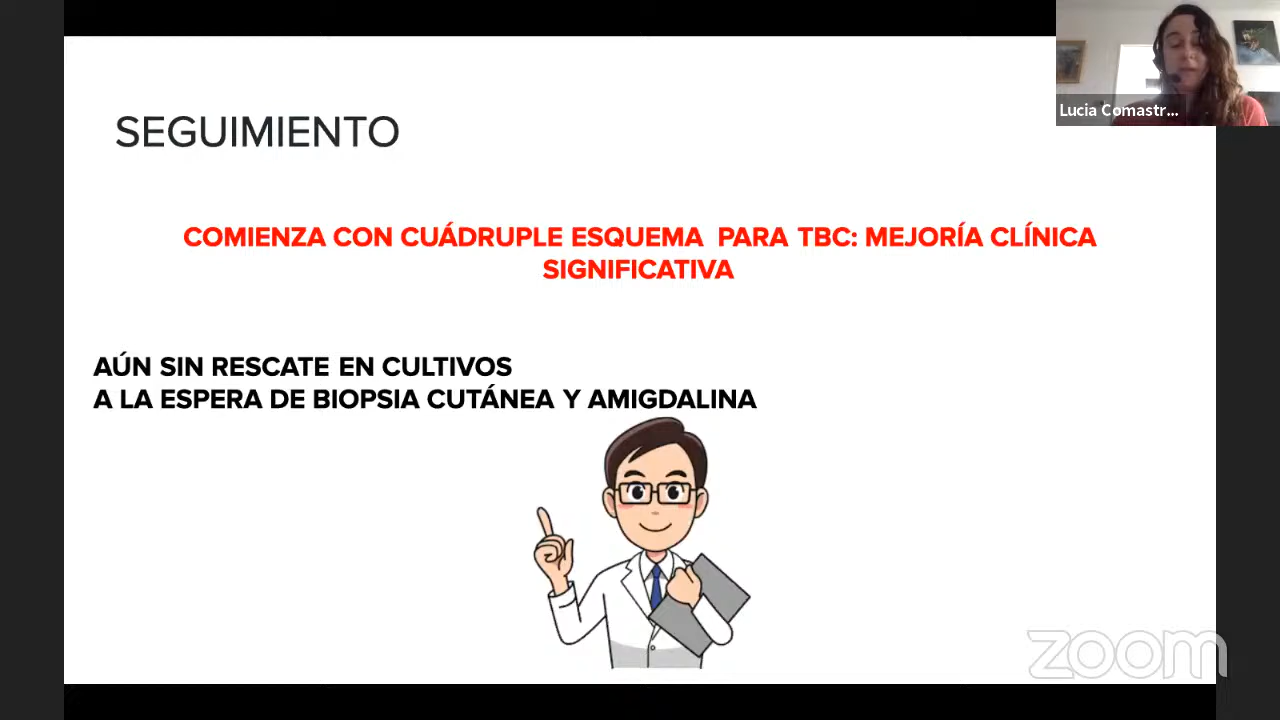 Lucia Comastr...
SEGUIMIENTO
COMIENZA CON CUÁDRUPLE ESQUEMA PARA TBC: MEJORÍA CLÍNICA
SIGNIFICATIVA
AÚN SIN RESCATE EN CULTIVOS
A LA ESPERA DE BIOPSIA CUTÁNEA Y AMIGDALINA
zoom